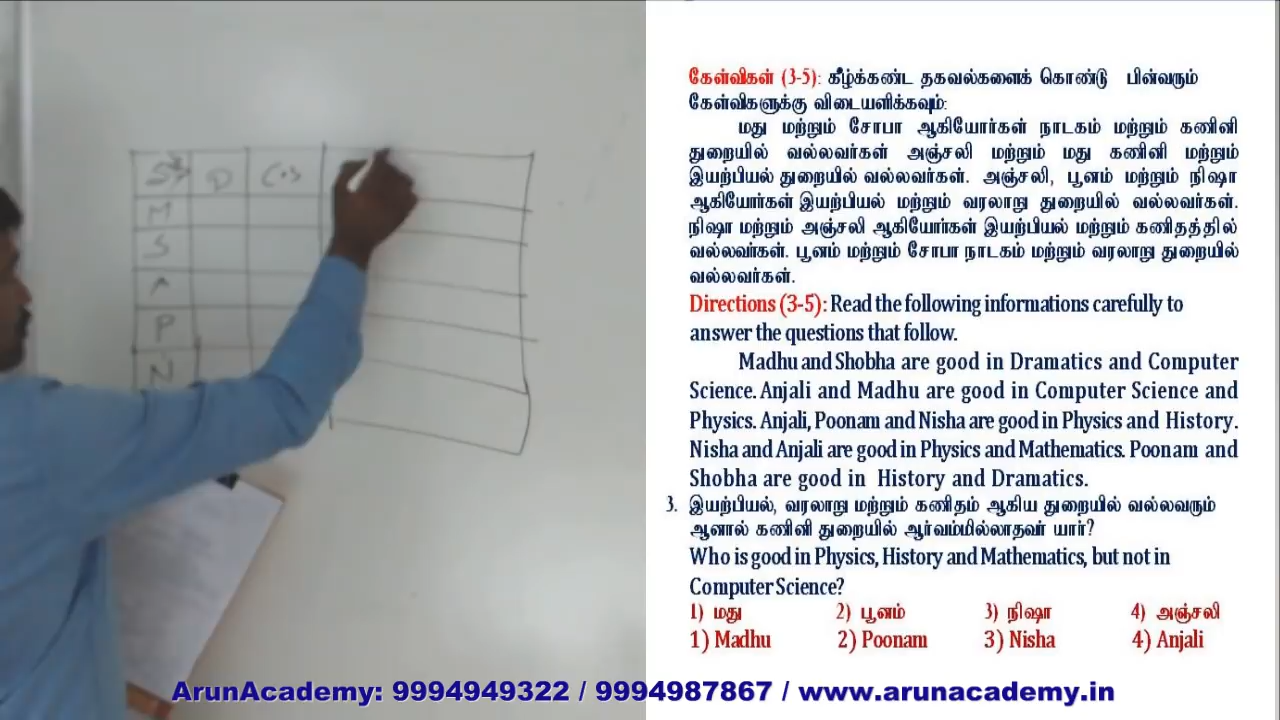 D
Cos
M
S
A
P
N
கேள்விகள் (3-5): கீழ்க்கண்ட தகவல்களைக் கொண்டு பின்வரும்
கேள்விகளுக்கு விடையளிக்கவும்:
மது மற்றும் சோபா ஆகியோர்கள் நாடகம் மற்றும் கணினி
துறையில் வல்லவர்கள் அஞ்சலி மற்றும் மது கணினி மற்றும்
இயற்பியல் துறையில் வல்லவர்கள். அஞ்சலி, பூனம் மற்றும் நிஷா
ஆகியோர்கள் இயற்பியல் மற்றும் வரலாறு துறையில் வல்லவர்கள்.
நிஷா மற்றும் அஞ்சலி ஆகியோர்கள் இயற்பியல் மற்றும் கணிதத்தில்
வல்லவர்கள். பூனம் மற்றும் சோபா நாடகம் மற்றும் வரலாறு துறையில்
வல்லவர்கள்.
Directions (3-5): Read the following informations carefully to
answer the questions that follow.
Madhu and Shobha are good in Dramatics and Computer
Science. Anjali and Madhu are good in Computer Science and
Physics. Anjali, Poonam and Nisha are good in Physics and History.
Nisha and Anjali are good in Physics and Mathematics. Poonam and
Shobha are good in History and Dramatics.
3. இயற்பியல், வரலாறு மற்றும் கணிதம் ஆகிய துறையில் வல்லவரும்
ஆனால் கணினி துறையில் ஆர்வம்மில்லாதவர் யார்?
Who is good in Physics, History and Mathematics, but not in
Computer Science?
1) மது 2) பூனம் 3) நிஷா 4) அஞ்சலி
1) Madhu 2) Poonam 3) Nisha 4) Anjali
ArunAcademy: 9994949322 / 9994987867 / www.arunacademy.in